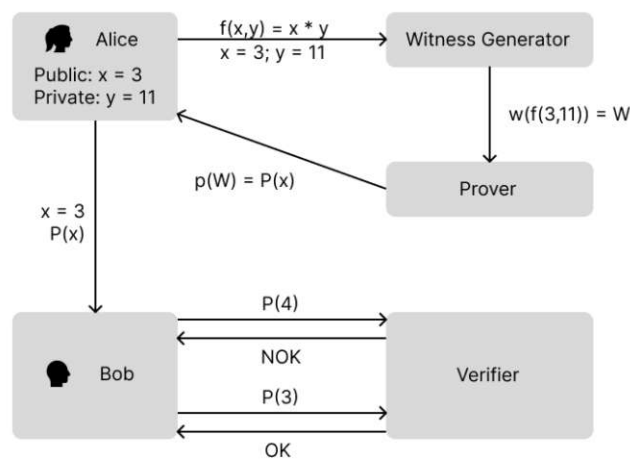 Alice
Public: x = 3
Private: y = 11
f(x,y) = x * y
x = 3; y = 11
Witness Generator
w(f(3,11)) = W
Prover
p(W) = P(x)
x = 3
P(x)
Bob
P(4)
NOK
P(3)
OK
Verifier